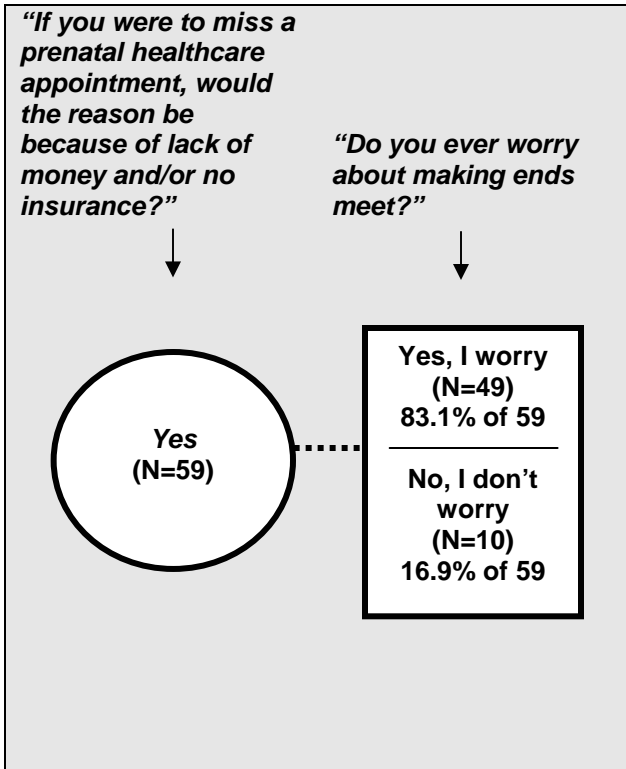 “If you were to miss a
prenatal healthcare
appointment, would
the reason be
because of lack of
money and/or no
insurance?”
“Do you ever worry
about making ends
meet?”
Yes
(N=59)
Yes, I worry
(N=49)
83.1% of 59
No, I don’t
worry
(N=10)
16.9% of 59